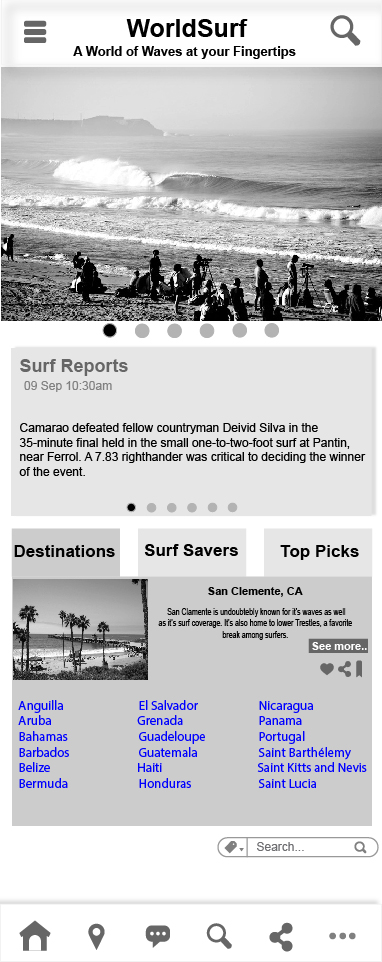 WorldSurf
A World of Waves at your Fingertips
Surf Reports
09 Sep 10:30am
Camarao defeated fellow countryman Deivid Silva in the
35-minute final held in the small one-to-two-foot surf at Pantin,
near Ferrol. A 7.83 righthander was critical to deciding the winner
of the event.
Destinations
Surf Savers
Top Picks
San Clemente, CA
San Clamente is undoubtebly known for it's waves as well
as it's surf coverage. It's also home to lower Trestles, a favorite
break among surfers.
See more..
Anguilla
Aruba
Bahamas
Barbados
Belize
Bermuda
El Salvador
Grenada
Guadeloupe
Guatemala
Haiti
Honduras
Nicaragua
Panama
Portugal
Saint Barthélemy
Saint Kitts and Nevis
Saint Lucia
Search...